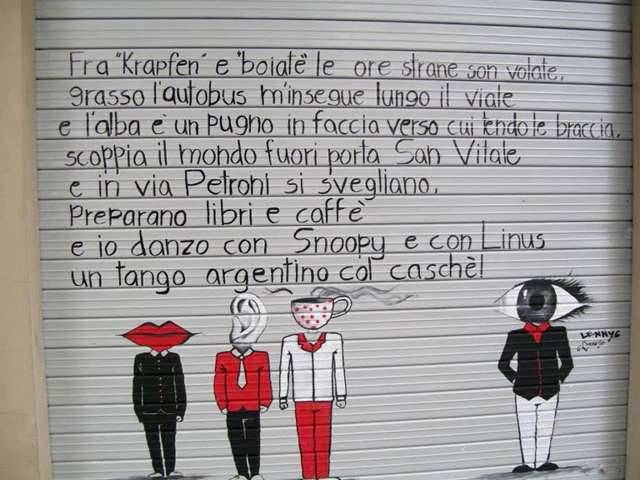 Fra "Krapfen" e "boiate" le ore strane son volate,
grasso l'autobus m'insegue lungo il viale
e l'alba è un pugno in faccia verso cui tendo le braccia,
scoppia il mondo fuori porta San Vitale
e in via Petroni si svegliano,
preparano libri e caffè
e io danzo con Snoopy e con Linus
un tango argentino col caschè!
LENNYS